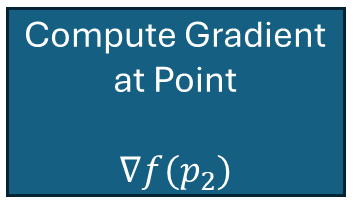 Compute Gradient
at Point
∇f(p₂)